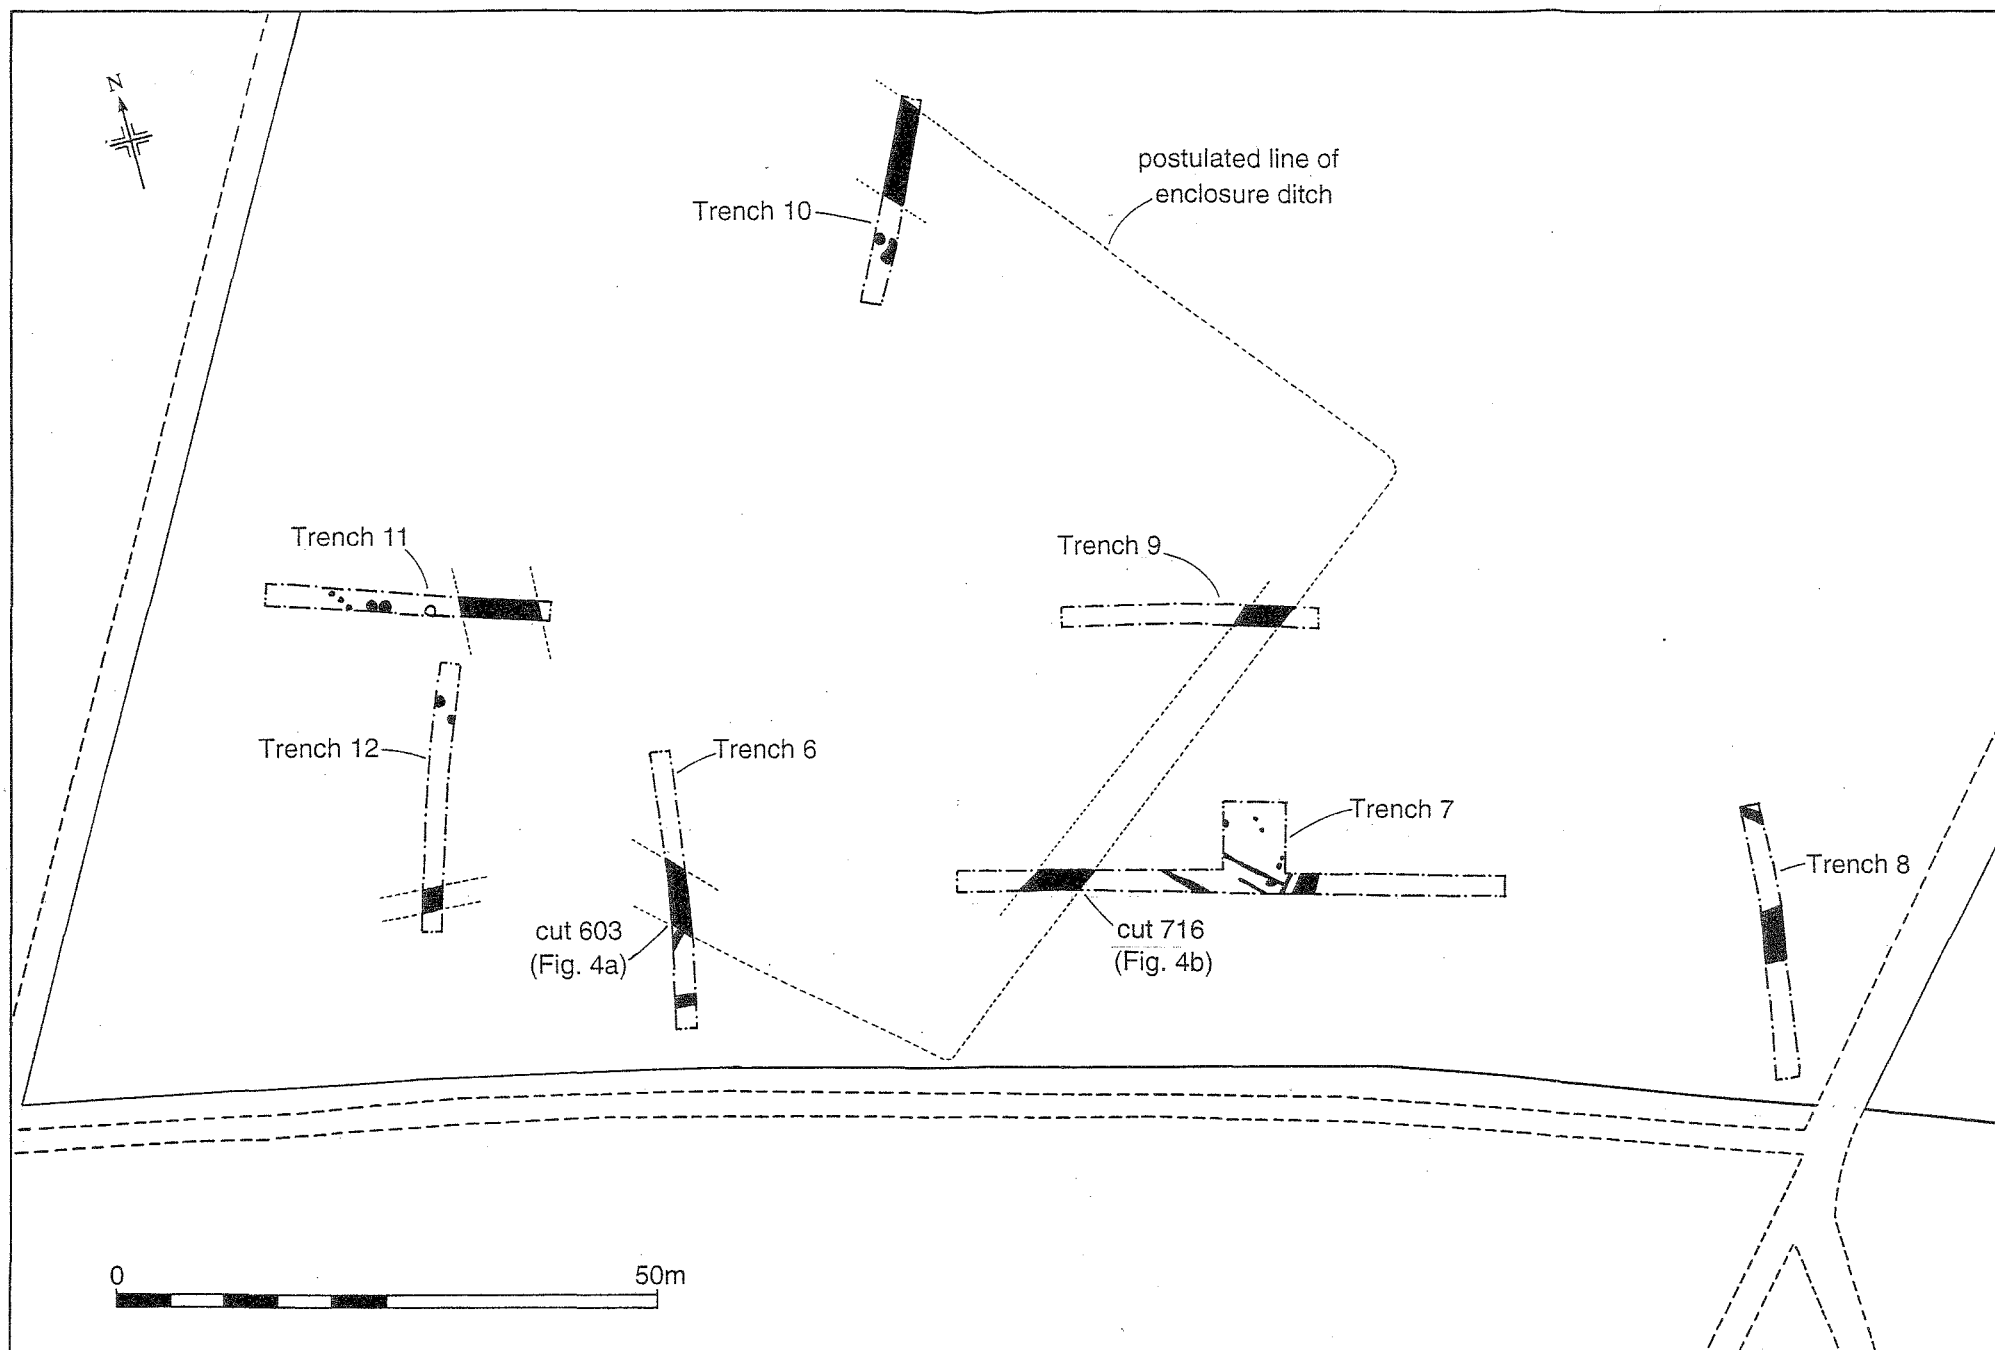 N
postulated line of
enclosure ditch
Trench 10
Trench 11
Trench 9
Trench 12
Trench 6
Trench 7
Trench 8
cut 603
(Fig. 4a)
cut 716
(Fig. 4b)
0 50m